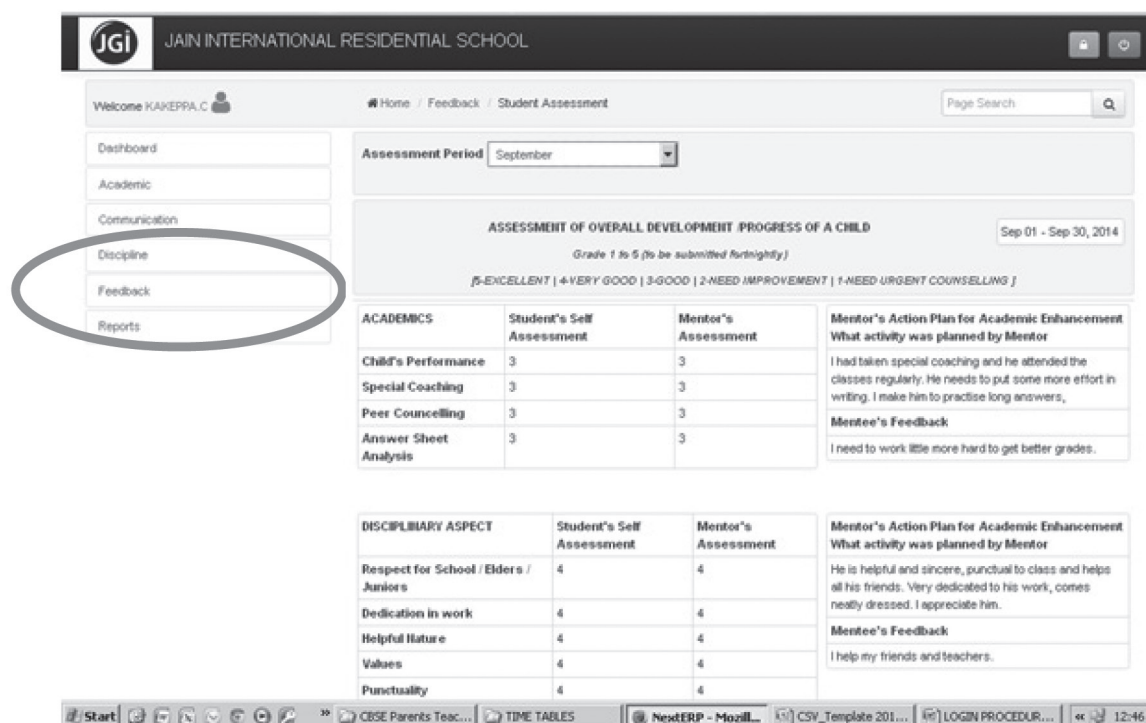 JGI
JAIN INTERNATIONAL RESIDENTIAL SCHOOL
Welcome KAKEPPA.C
Home / Feedback / Student Assessment
Page Search
Dashboard
Academic
Communication
Discipline
Feedback
Reports
Assessment Period September
ASSESSMENT OF OVERALL DEVELOPMENT /PROGRESS OF A CHILD
Sep 01 - Sep 30, 2014
Grade 1 to 5 (to be submitted fortnightly)
[5-EXCELLENT | 4-VERY GOOD | 3-GOOD | 2-NEED IMPROVEMENT | 1-NEED URGENT COUNSELLING ]
ACADEMICS Student's Self Assessment Mentor's Assessment
Child's Performance 3 3
Special Coaching 3 3
Peer Councelling 3 3
Answer Sheet Analysis 3 3
Mentor's Action Plan for Academic Enhancement
What activity was planned by Mentor
I had taken special coaching and he attended the
classes regularly. He needs to put some more effort in
writing. I make him to practise long answers,
Mentee's Feedback
I need to work little more hard to get better grades.
DISCIPLINARY ASPECT Student's Self Assessment Mentor's Assessment
Respect for School / Elders / Juniors 4 4
Dedication in work 4 4
Helpful Nature 4 4
Values 4 4
Punctuality 4 4
Mentor's Action Plan for Academic Enhancement
What activity was planned by Mentor
He is helpful and sincere, punctual to class and helps
all his friends. Very dedicated to his work, comes
neatly dressed. I appreciate him.
Mentee's Feedback
I help my friends and teachers.
Start » CBSE Parents Teac... TIME TABLES NextERP - Mozill... CSV_Template 201... LOGIN PROCEDUR... «